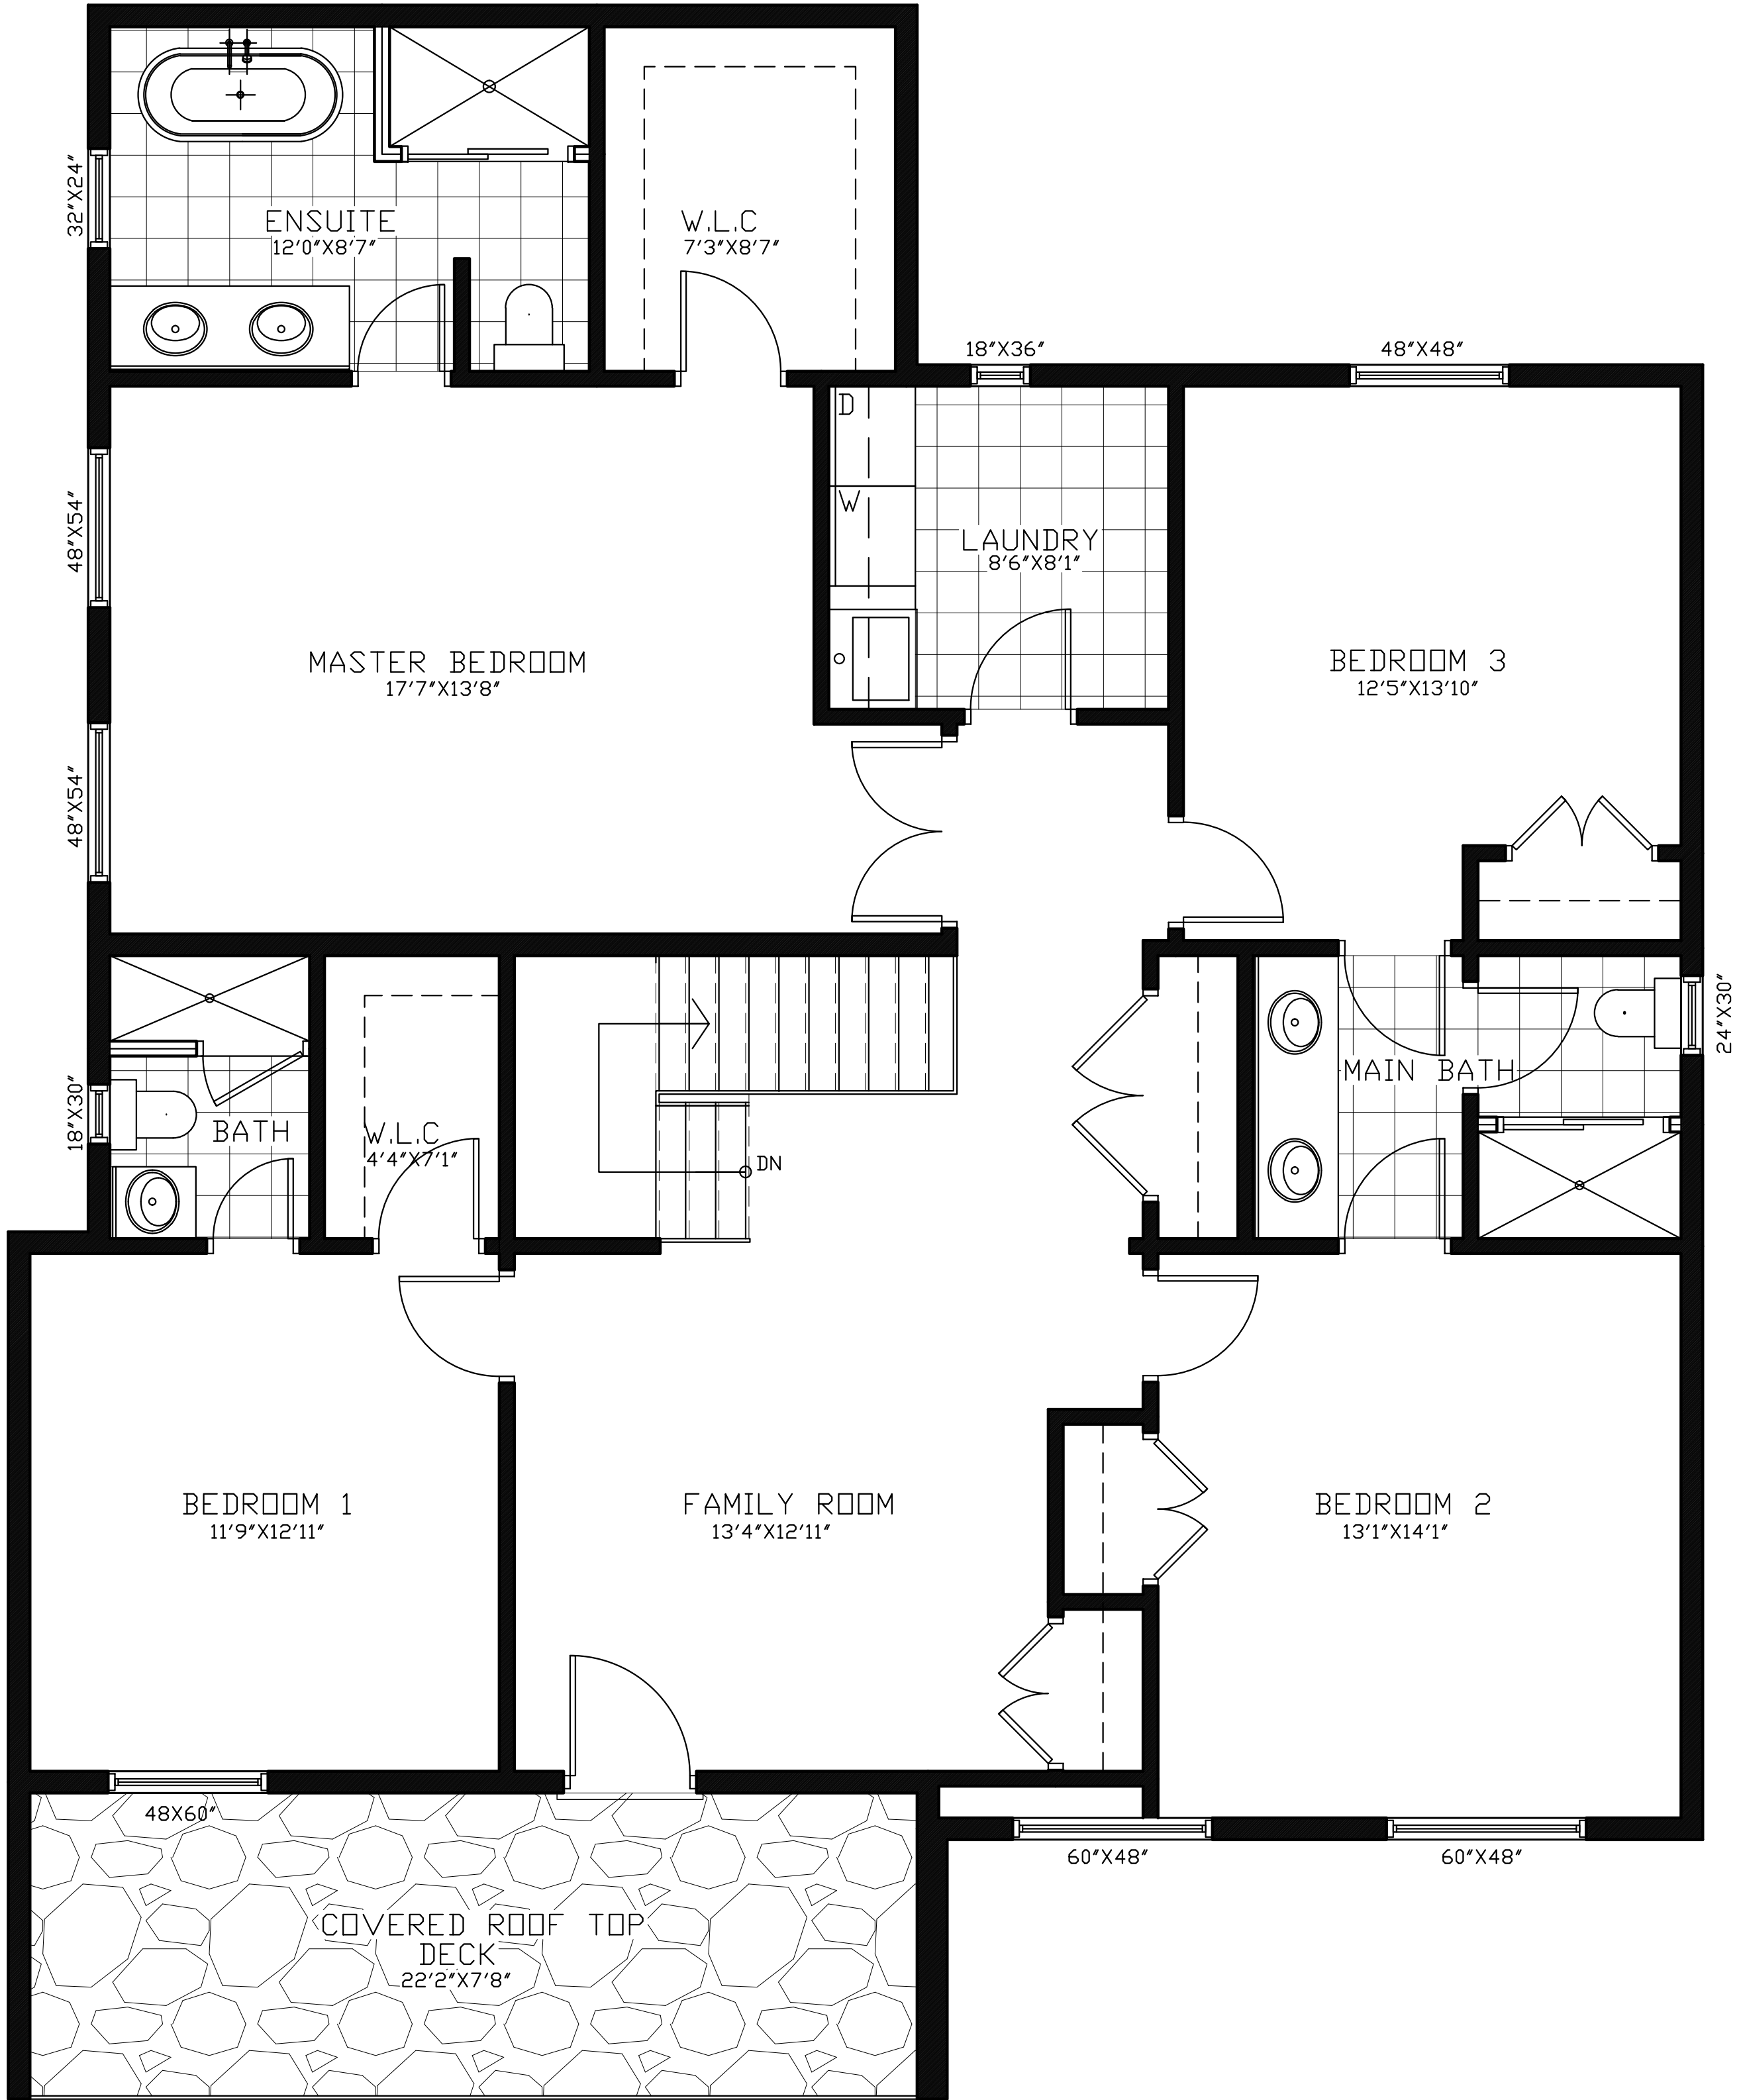 32"X24"
ENSUITE
12'0"X8'7"
W.L.C
7'3"X8'7"
18"X36"
48"X48"
D
W
48"X54"
LAUNDRY
8'6"X8'1"
MASTER BEDROOM
17'7"X13'8"
BEDROOM 3
12'5"X13'10"
48"X54"
24"X30"
MAIN BATH
18"X30"
BATH
W.L.C
4'4"X7'1"
DN
BEDROOM 1
11'9"X12'11"
FAMILY ROOM
13'4"X12'11"
BEDROOM 2
13'1"X14'1"
48X60"
60"X48"
60"X48"
COVERED ROOF TOP
DECK
22'2"X7'8"